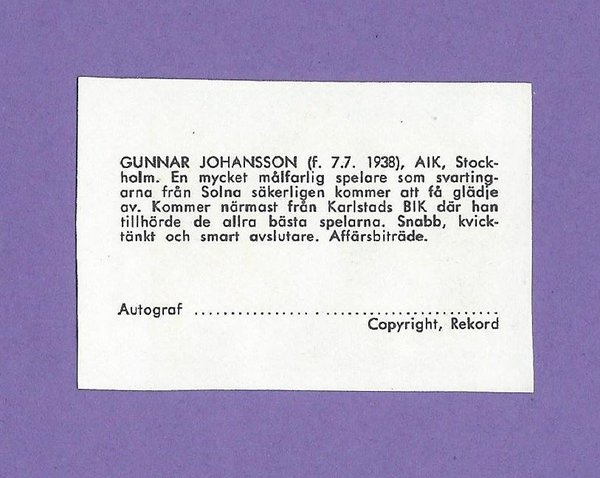 GUNNAR JOHANSSON (f. 7.7. 1938), AIK, Stock-
holm. En mycket målfarlig spelare som svarting-
arna från Solna säkerligen kommer att få glädje
av. Kommer närmast från Karlstads BIK där han
tillhörde de allra bästa spelarna. Snabb, kvick-
tänkt och smart avslutare. Affärsbiträde.
Autograf ........................................
Copyright, Rekord